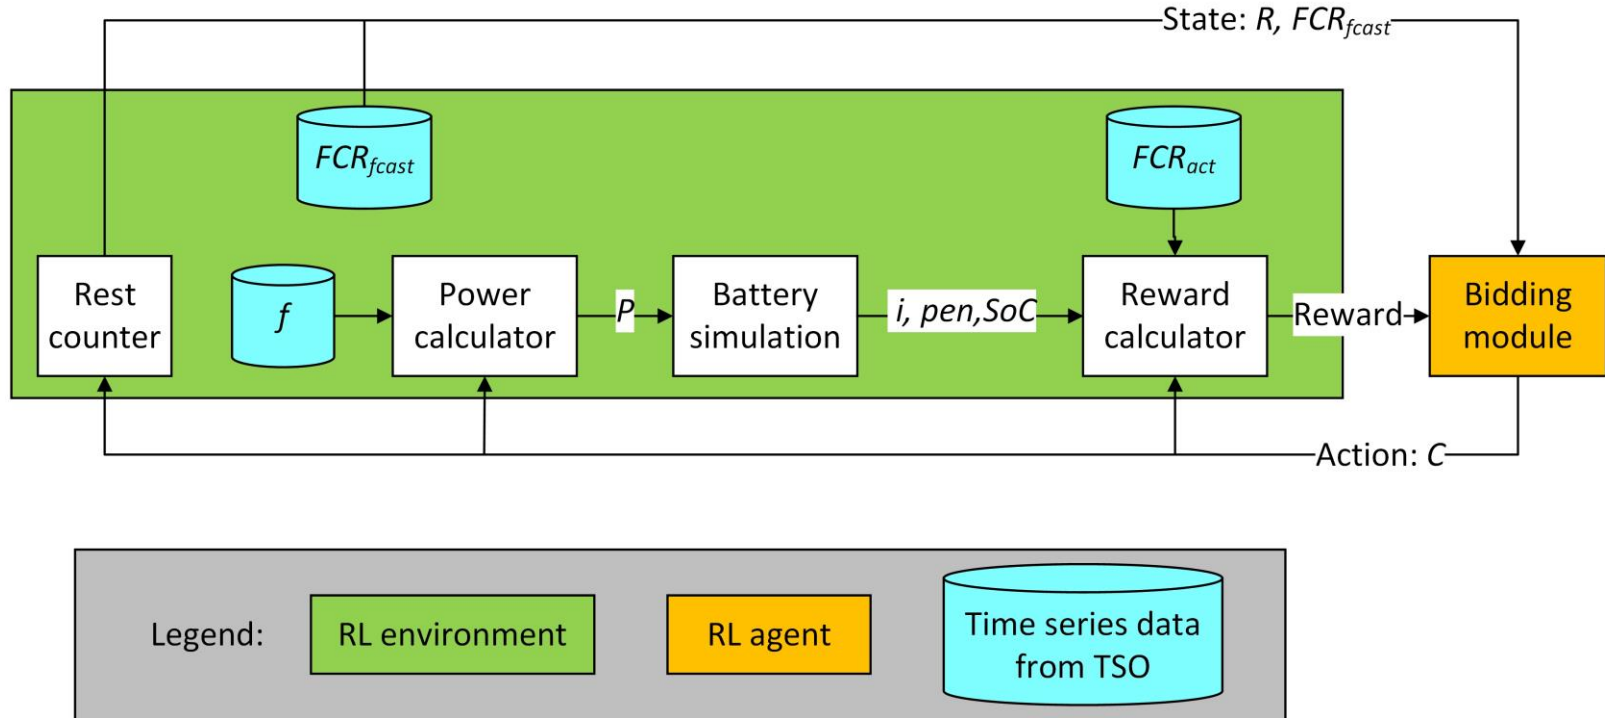 State: R, FCRfcast
FCRfcast
FCRact
Rest
counter
f
Power
calculator
P
Battery
simulation
i, pen,SoC
Reward
calculator
Reward
Bidding
module
Action: C
Legend:
RL environment
RL agent
Time series data
from TSO